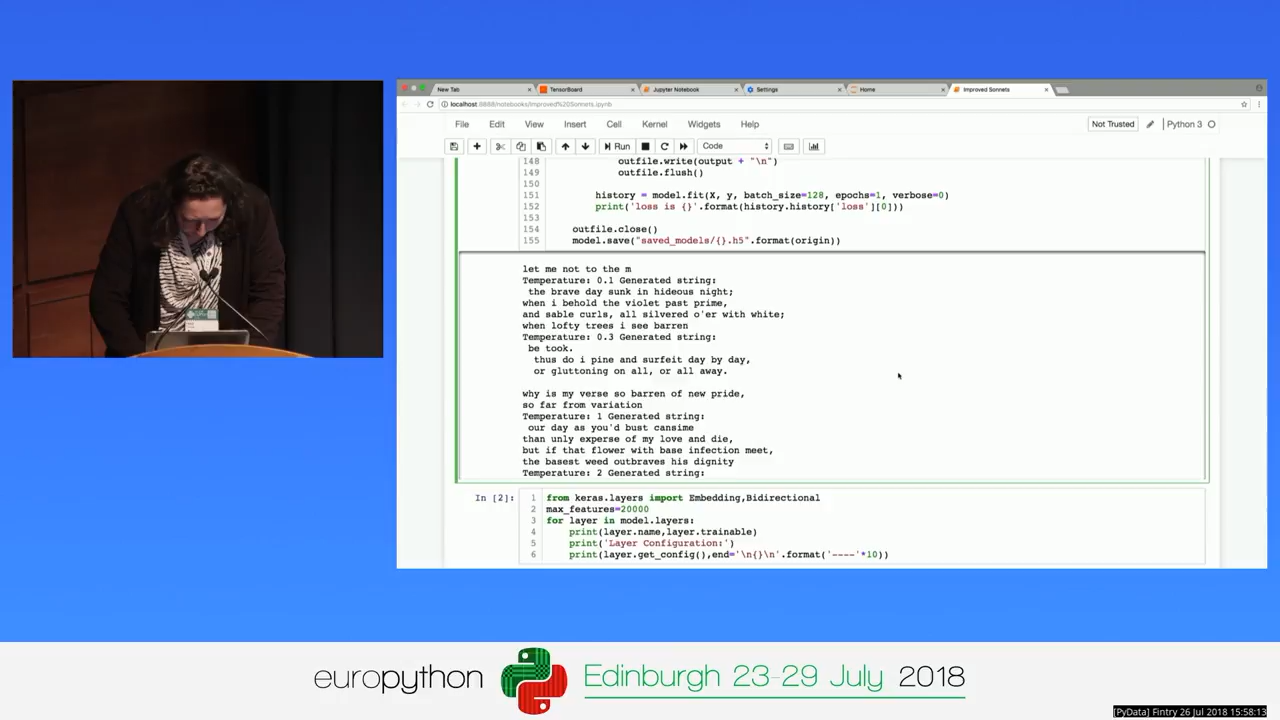 New Tab
TensorBoard
Jupyter Notebook
Settings
Home
Improved Sonnets
localhost:8888/notebooks/Improved%20Sonnets.ipynb
File Edit View Insert Cell Kernel Widgets Help
Not Trusted
Python 3
Run
Code
148 outfile.write(output + "\n")
149 outfile.flush()
150
151 history = model.fit(X, y, batch_size=128, epochs=1, verbose=0)
152 print('loss is {}'.format(history.history['loss'][0]))
153
154 outfile.close()
155 model.save("saved_models/{}.h5".format(origin))
let me not to the m
Temperature: 0.1 Generated string:
the brave day sunk in hideous night;
when i behold the violet past prime,
and sable curls, all silvered o'er with white;
when lofty trees i see barren
Temperature: 0.3 Generated string:
be took.
thus do i pine and surfeit day by day,
or gluttoning on all, or all away.
why is my verse so barren of new pride,
so far from variation
Temperature: 1 Generated string:
our day as you'd bust cansime
than unly experse of my love and die,
but if that flower with base infection meet,
the basest weed outbraves his dignity
Temperature: 2 Generated string:
In [2]:
1 from keras.layers import Embedding,Bidirectional
2 max_features=20000
3 for layer in model.layers:
4 print(layer.name,layer.trainable)
5 print('Layer Configuration:')
6 print(layer.get_config(),end='\n{}\n'.format('----'*10))
europython
Edinburgh 23-29 July 2018
[PyData] Fintry 26 Jul 2018 15:58:13